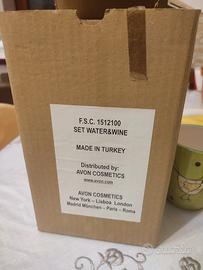 F.S.C. 1512100
SET WATER&WINE
MADE IN TURKEY
Distributed by:
AVON COSMETICS
www.avon.com
AVON COSMETICS
New York – Lisboa London
Madrid München – Paris – Roma